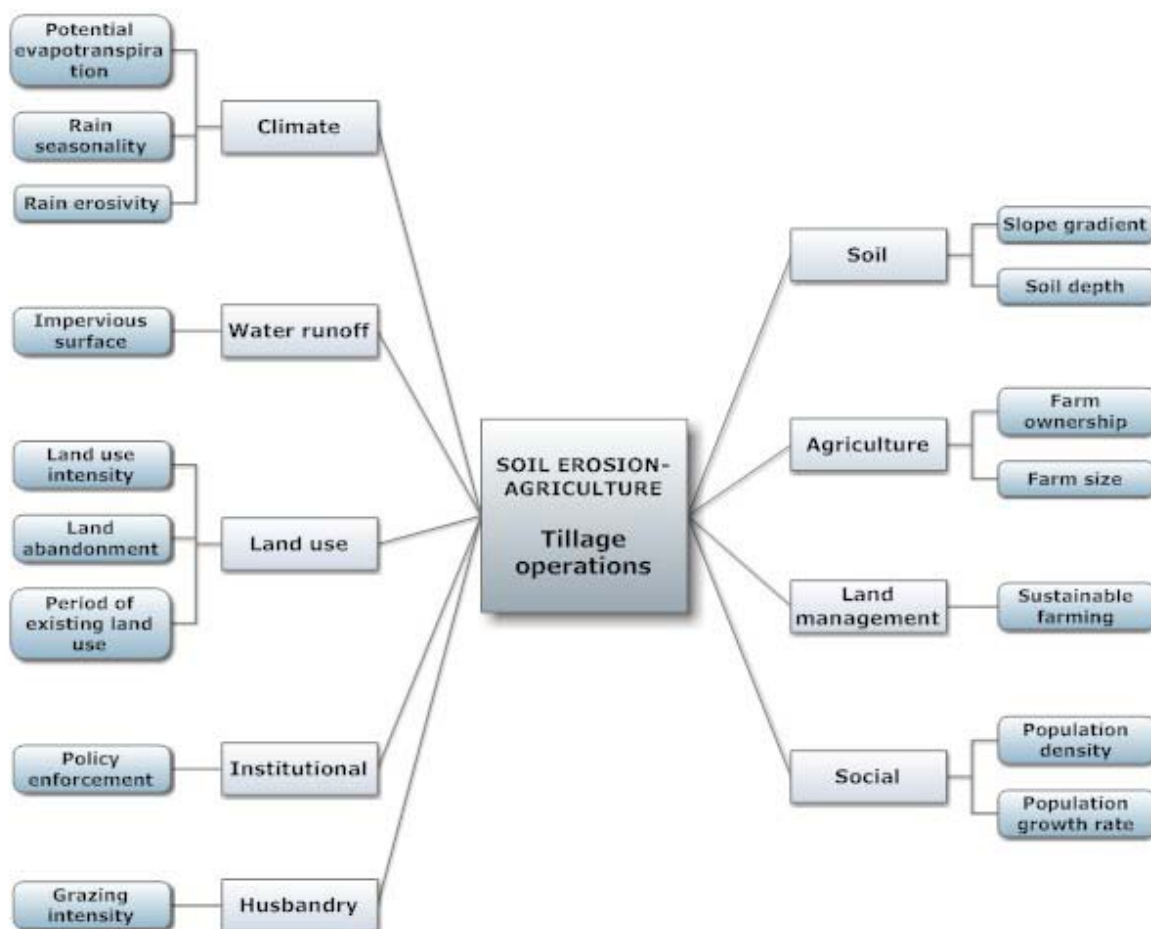 Potential
evapotranspira
tion
Rain
seasonality
Rain erosivity
Climate
Impervious
surface
Water runoff
Land use
intensity
Land
abandonment
Period of
existing land
use
Land use
Policy
enforcement
Institutional
Grazing
intensity
Husbandry
SOIL EROSION-
AGRICULTURE
Tillage
operations
Soil
Slope gradient
Soil depth
Agriculture
Farm
ownership
Farm size
Land
management
Sustainable
farming
Social
Population
density
Population
growth rate